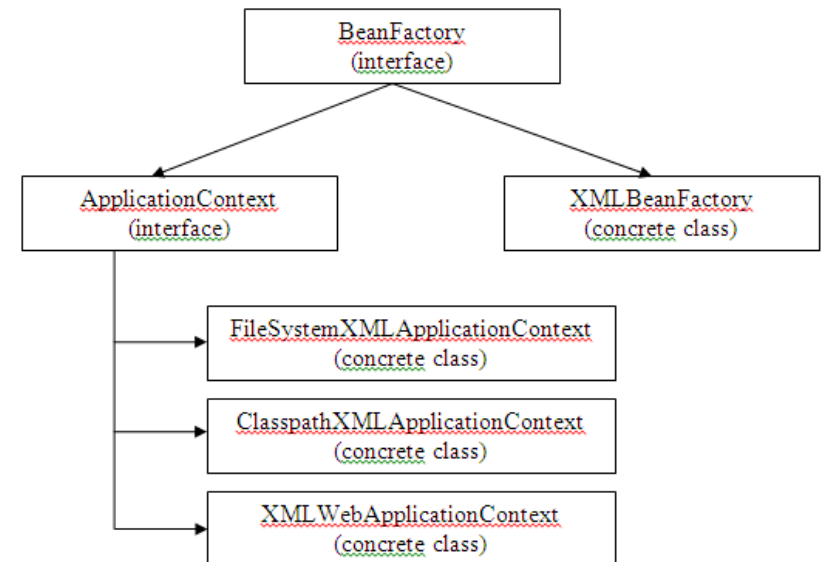 BeanFactory
(interface)
ApplicationContext
(interface)
XMLBeanFactory
(concrete class)
FileSystemXMLApplicationContext
(concrete class)
ClasspathXMLApplicationContext
(concrete class)
XMLWebApplicationContext
(concrete class)